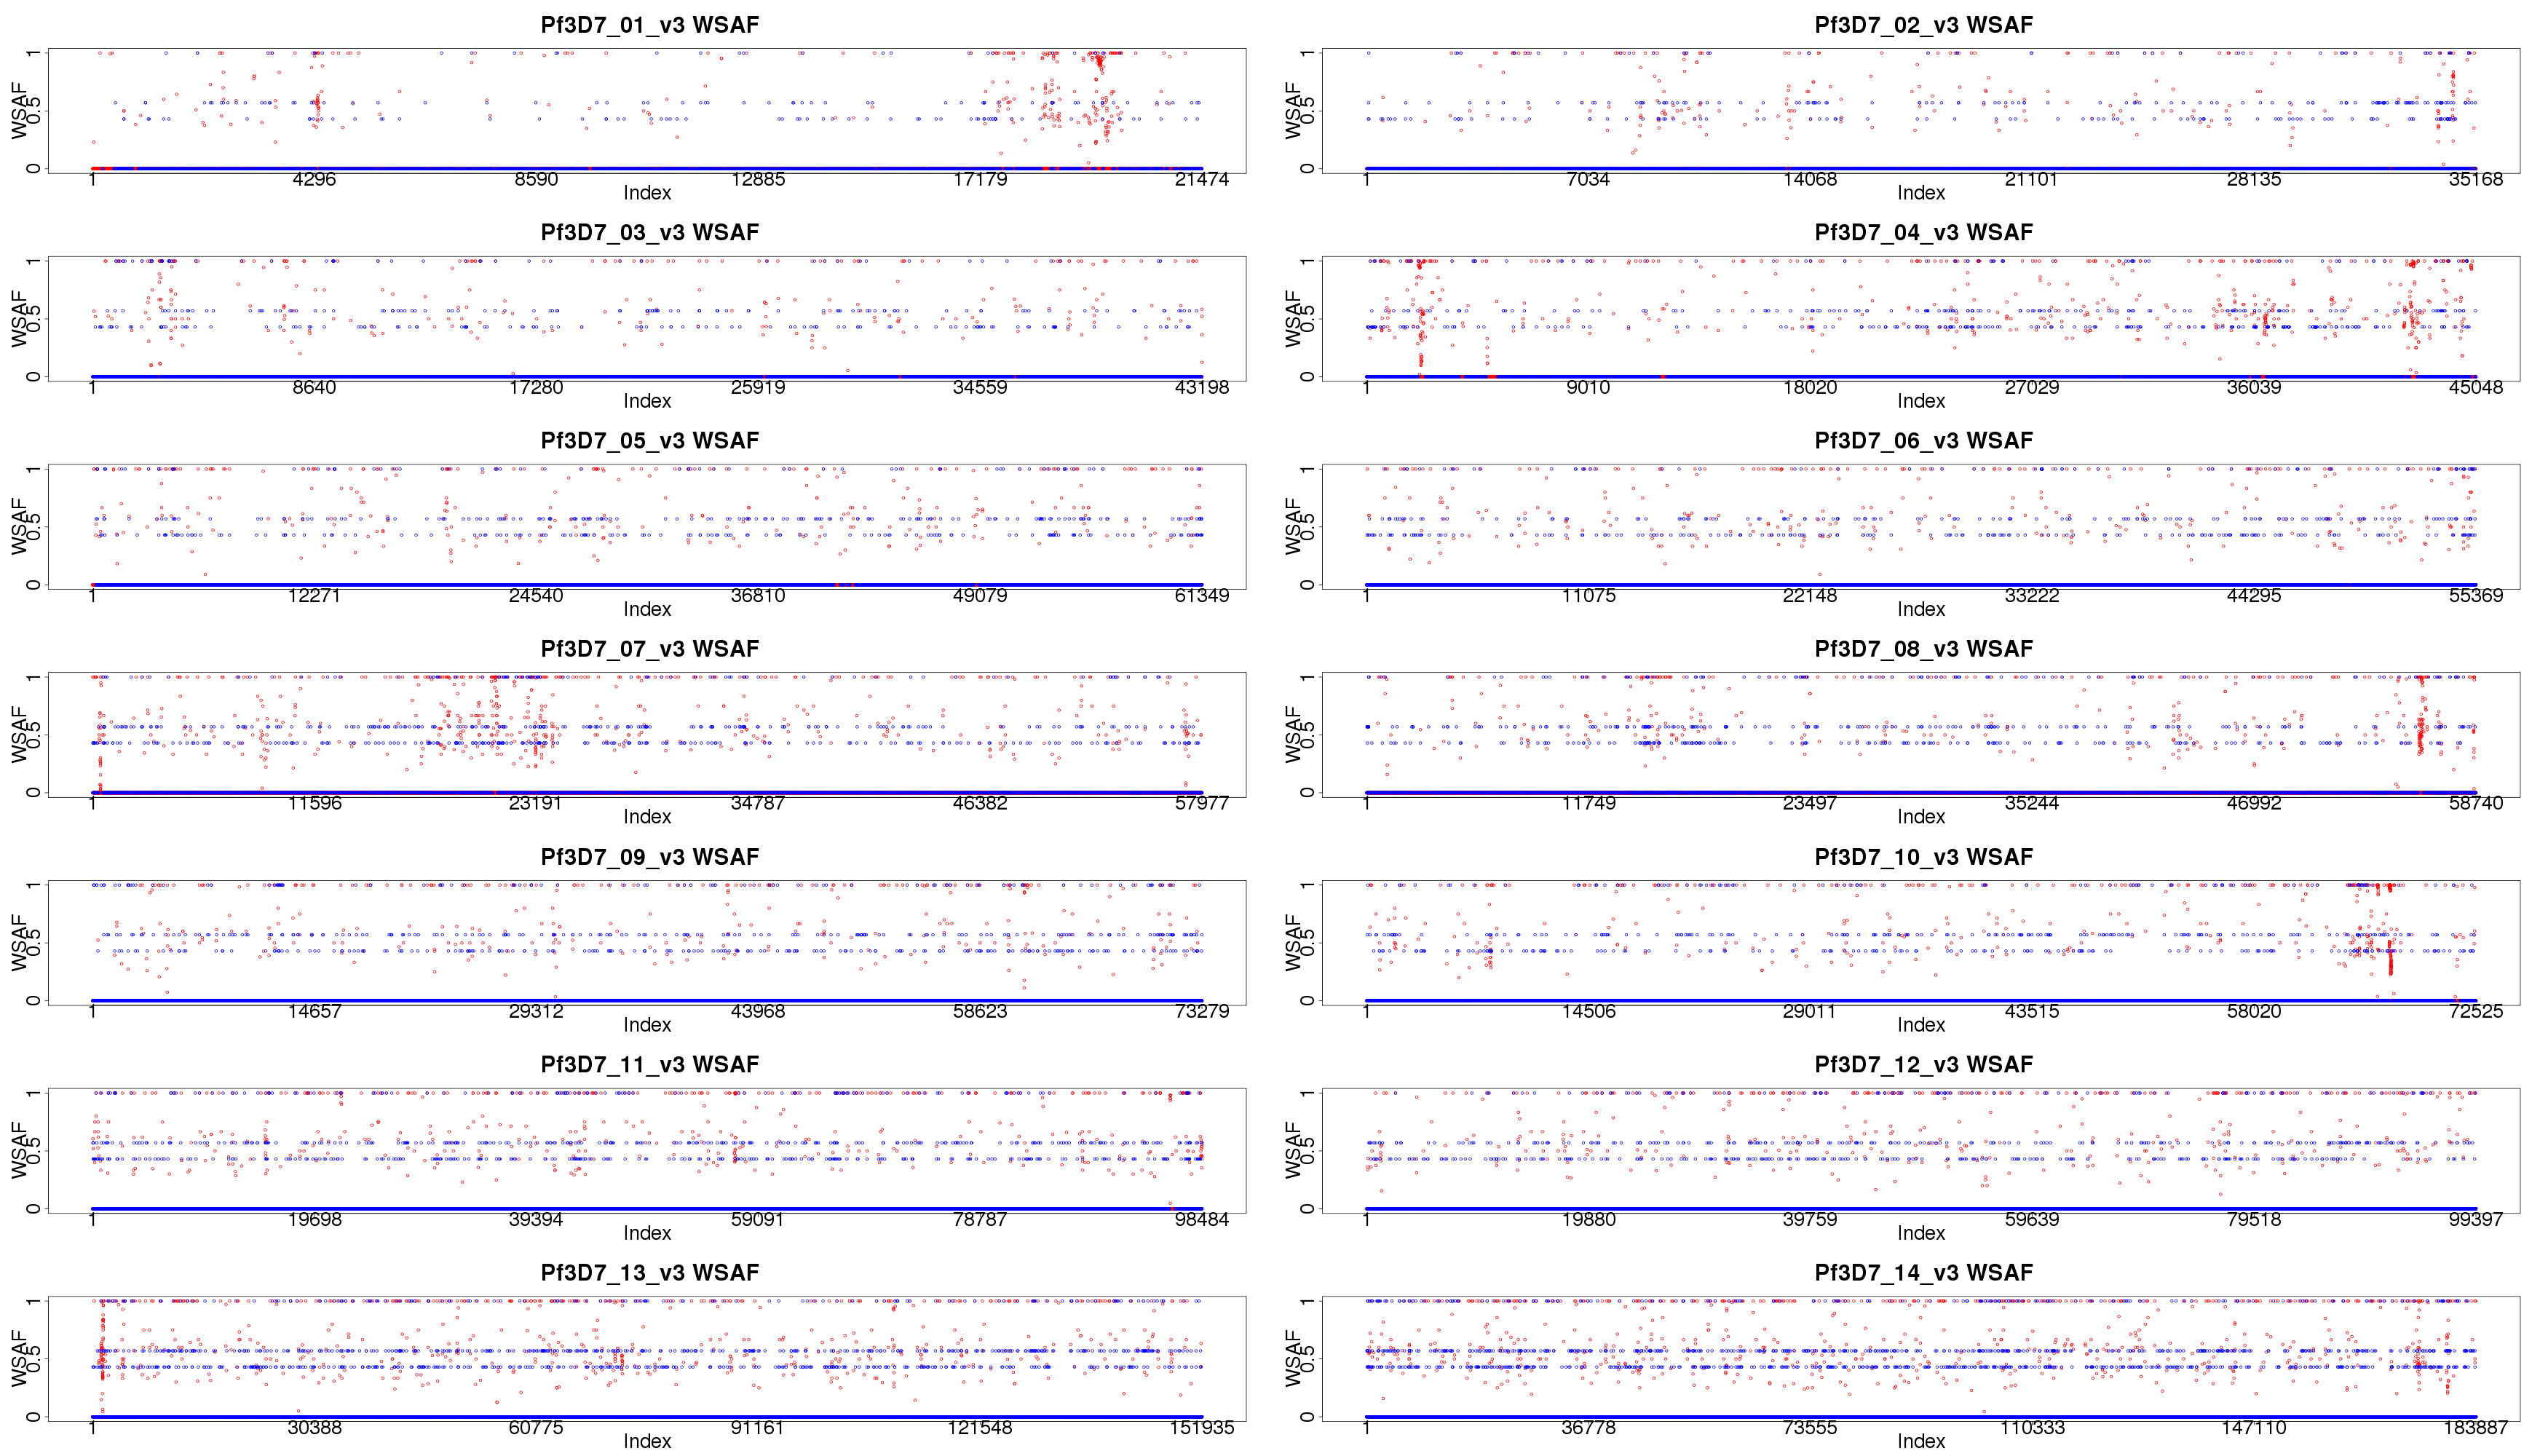 Pf3D7_01_v3 WSAF
WSAF
1
0.5
0
1 4296 8590 12885 17179 21474
Index
Pf3D7_02_v3 WSAF
WSAF
1
0.5
0
1 7034 14068 21101 28135 35168
Index
Pf3D7_03_v3 WSAF
WSAF
1
0.5
0
1 8640 17280 25919 34559 43198
Index
Pf3D7_04_v3 WSAF
WSAF
1
0.5
0
1 9010 18020 27029 36039 45048
Index
Pf3D7_05_v3 WSAF
WSAF
1
0.5
0
1 12271 24540 36810 49079 61349
Index
Pf3D7_06_v3 WSAF
WSAF
1
0.5
0
1 11075 22148 33222 44295 55369
Index
Pf3D7_07_v3 WSAF
WSAF
1
0.5
0
1 11596 23191 34787 46382 57977
Index
Pf3D7_08_v3 WSAF
WSAF
1
0.5
0
1 11749 23497 35244 46992 58740
Index
Pf3D7_09_v3 WSAF
WSAF
1
0.5
0
1 14657 29312 43968 58623 73279
Index
Pf3D7_10_v3 WSAF
WSAF
1
0.5
0
1 14506 29011 43515 58020 72525
Index
Pf3D7_11_v3 WSAF
WSAF
1
0.5
0
1 19698 39394 59091 78787 98484
Index
Pf3D7_12_v3 WSAF
WSAF
1
0.5
0
1 19880 39759 59639 79518 99397
Index
Pf3D7_13_v3 WSAF
WSAF
1
0.5
0
1 30388 60775 91161 121548 151935
Index
Pf3D7_14_v3 WSAF
WSAF
1
0.5
0
1 36778 73555 110333 147110 183887
Index